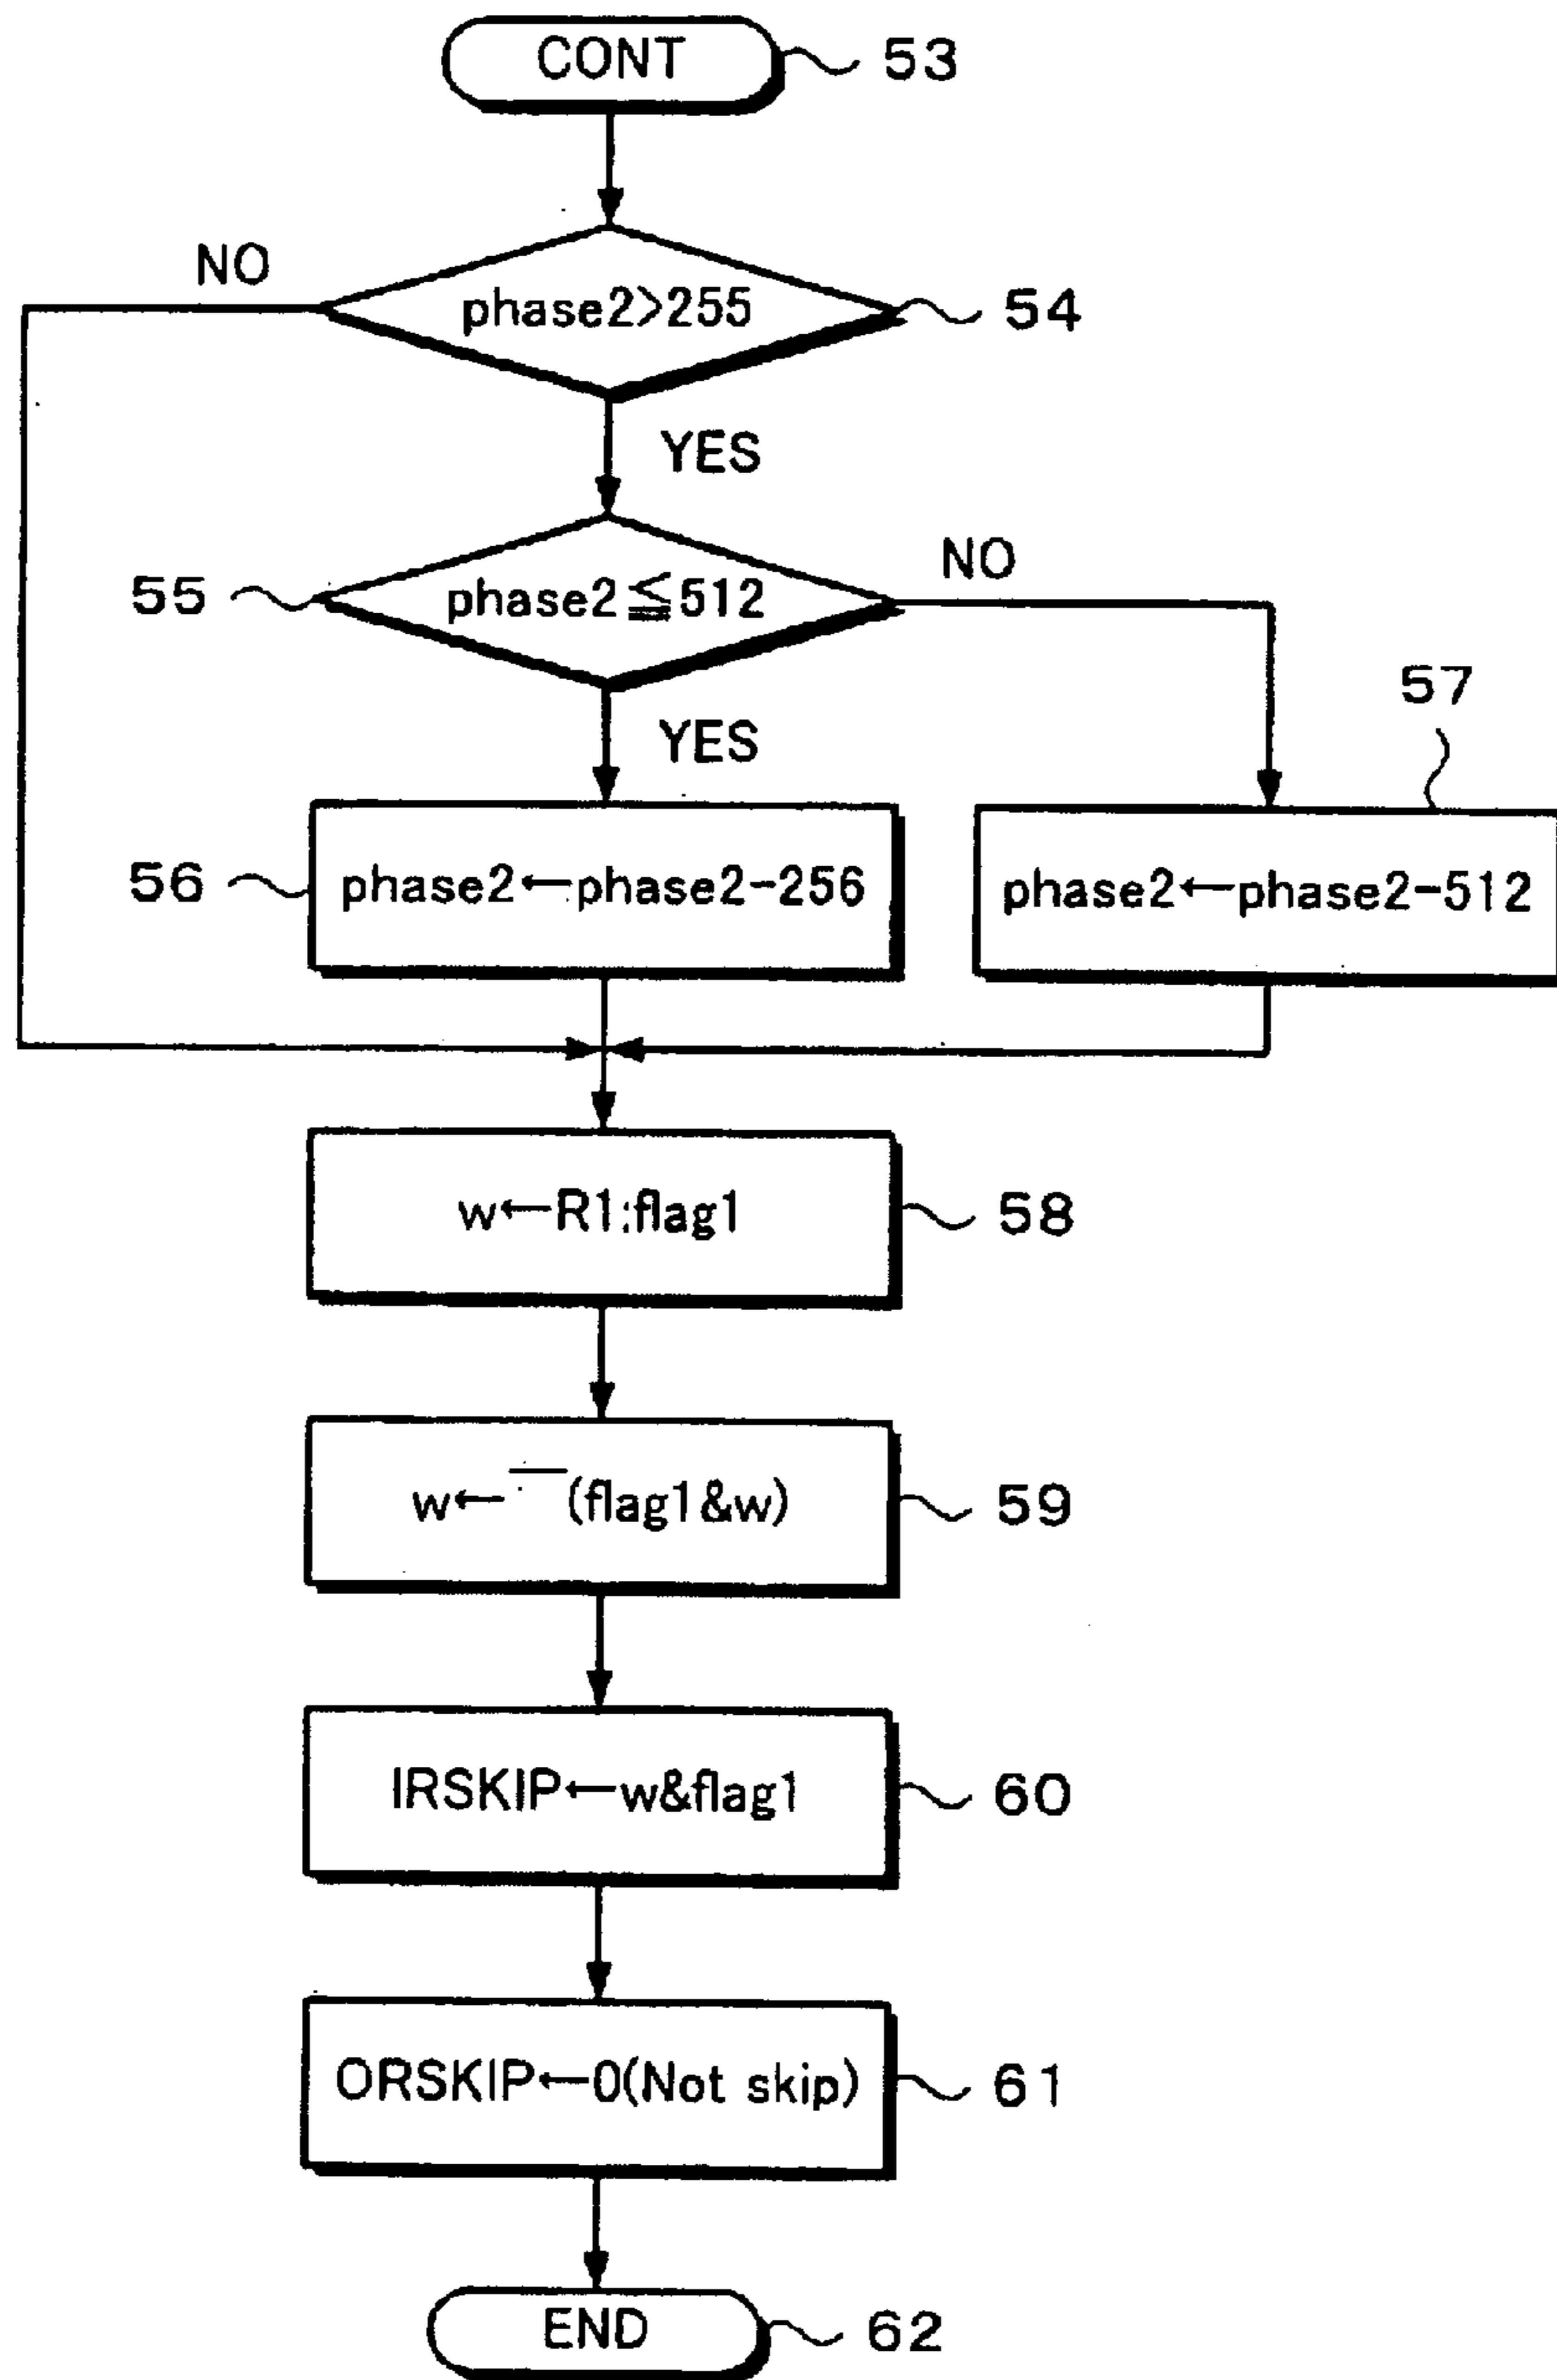 CONT 53
NO
phase2>255 54
YES
NO
55 phase2≦512
57
YES
56 phase2←phase2-256
phase2←phase2-512
w←R1:flag1 58
w←‾(flag1&w) 59
IRSKIP←w&flag1 60
ORSKIP←0(Not skip) 61
END 62